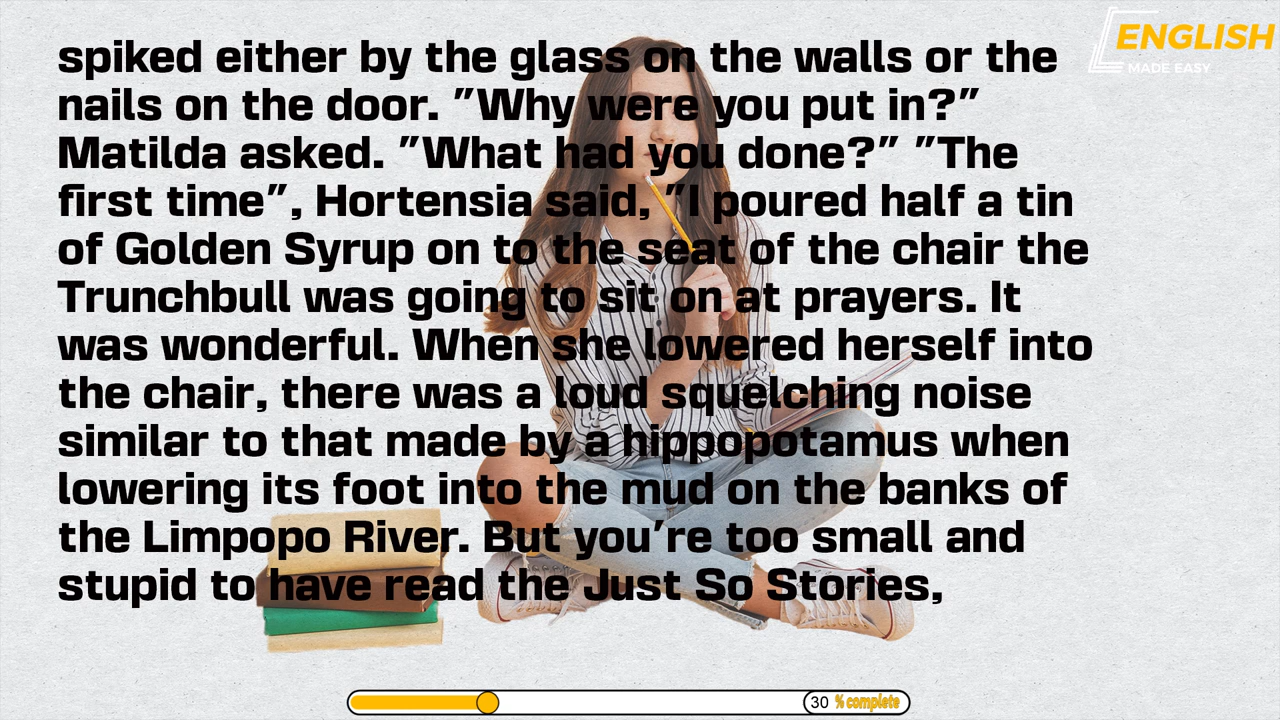 spiked either by the glass on the walls or the
nails on the door. "Why were you put in?"
Matilda asked. "What had you done?" "The
first time", Hortensia said, "I poured half a tin
of Golden Syrup on to the seat of the chair the
Trunchbull was going to sit on at prayers. It
was wonderful. When she lowered herself into
the chair, there was a loud squelching noise
similar to that made by a hippopotamus when
lowering its foot into the mud on the banks of
the Limpopo River. But you're too small and
stupid to have read the Just So Stories,
ENGLISH
MADE EASY
30 % complete